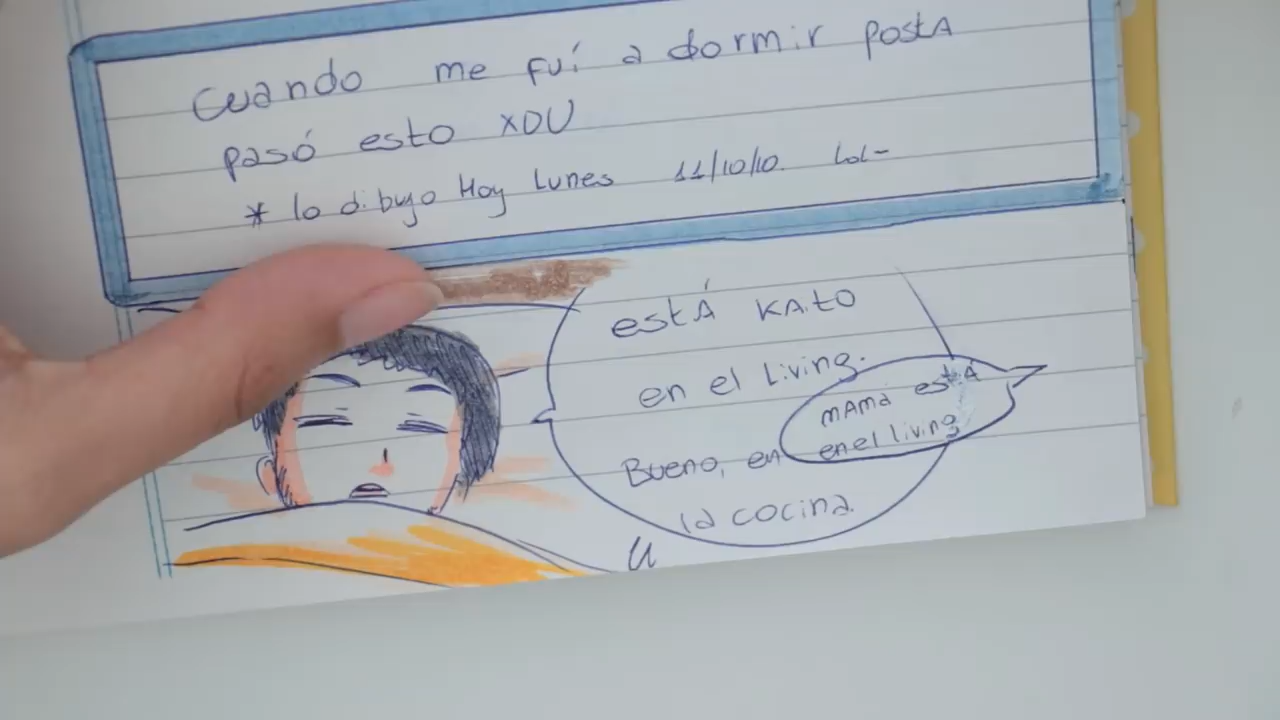 Cuando me fuí a dormir posta
pasó esto XDU
* lo dibujo Hoy Lunes 11/10/10. Lol-
está Kato
en el living.
mamá está
en el living
Bueno, en
la cocina.